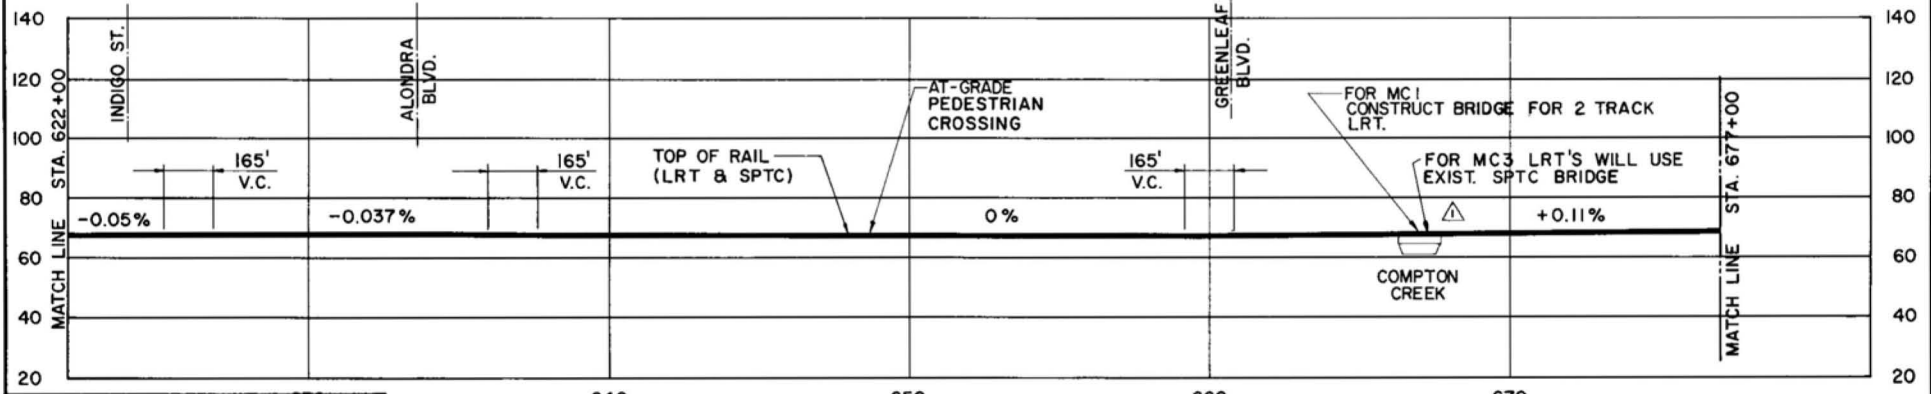 140
120
100
80
60
40
20
MATCH LINE STA. 622+00
INDIGO ST.
ALONDRA
BLVD.
GREENLEAF
BLVD.
165'
V.C.
165'
V.C.
165'
V.C.
TOP OF RAIL
(LRT & SPTC)
AT-GRADE
PEDESTRIAN
CROSSING
FOR MC1
CONSTRUCT BRIDGE FOR 2 TRACK
LRT.
FOR MC3 LRT'S WILL USE
EXIST. SPTC BRIDGE
-0.05%
-0.037%
0%
1
+0.11%
COMPTON
CREEK
MATCH LINE STA. 677+00
140
120
100
80
60
40
20